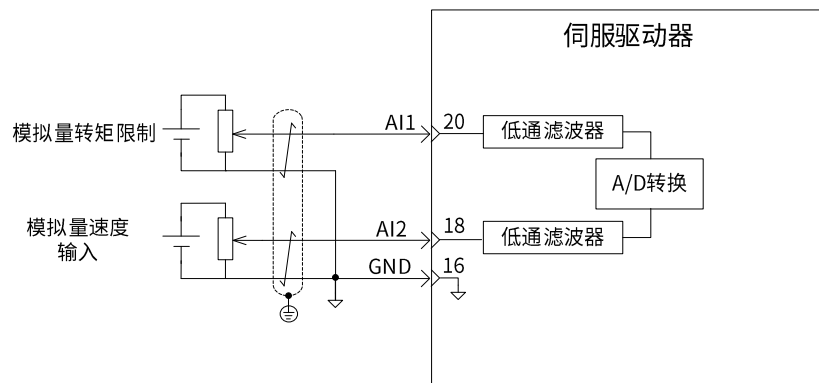 伺服驱动器
模拟量转矩限制
AI1
20
低通滤波器
A/D转换
模拟量速度
输入
AI2
18
低通滤波器
GND
16